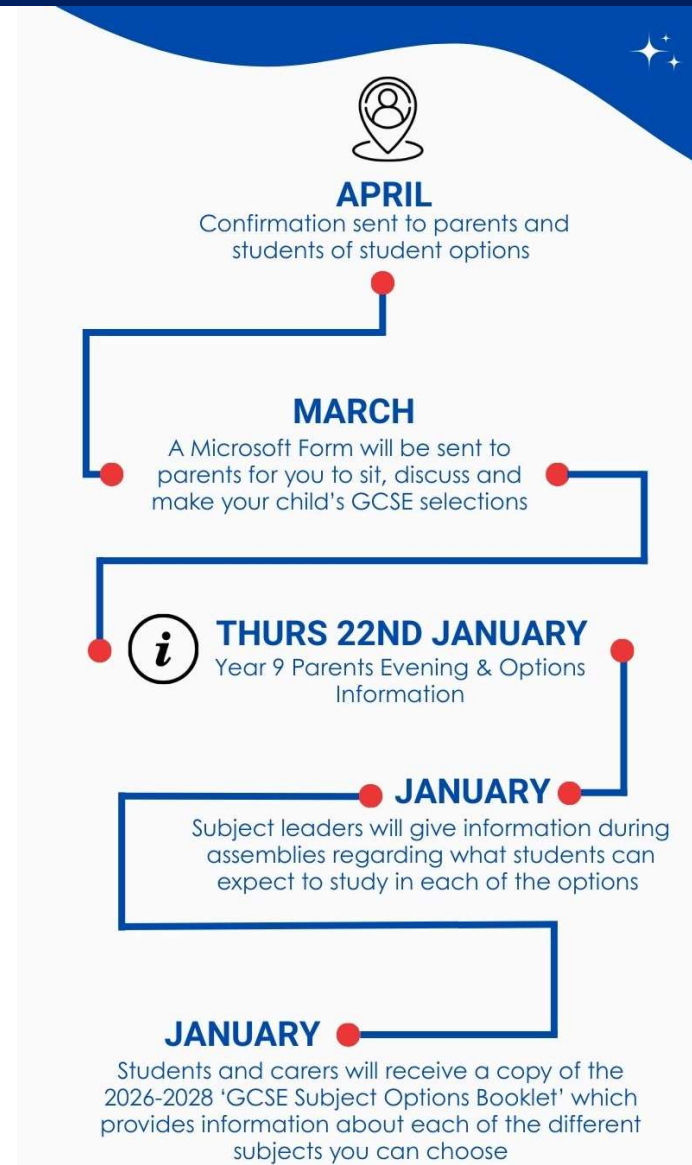 APRIL
Confirmation sent to parents and
students of student options
MARCH
A Microsoft Form will be sent to
parents for you to sit, discuss and
make your child's GCSE selections
i
THURS 22ND JANUARY
Year 9 Parents Evening & Options
Information
JANUARY
Subject leaders will give information during
assemblies regarding what students can
expect to study in each of the options
JANUARY
Students and carers will receive a copy of the
2026-2028 ‘GCSE Subject Options Booklet’ which
provides information about each of the different
subjects you can choose